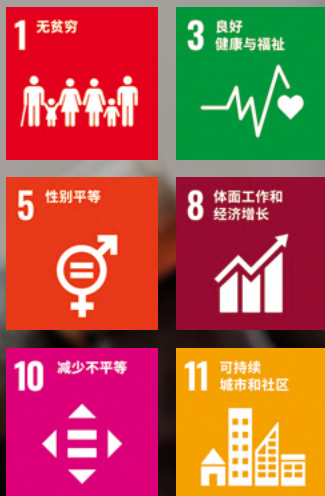 1 无贫穷
3 良好
健康与福祉
5 性别平等
8 体面工作和
经济增长
10 减少不平等
11 可持续
城市和社区